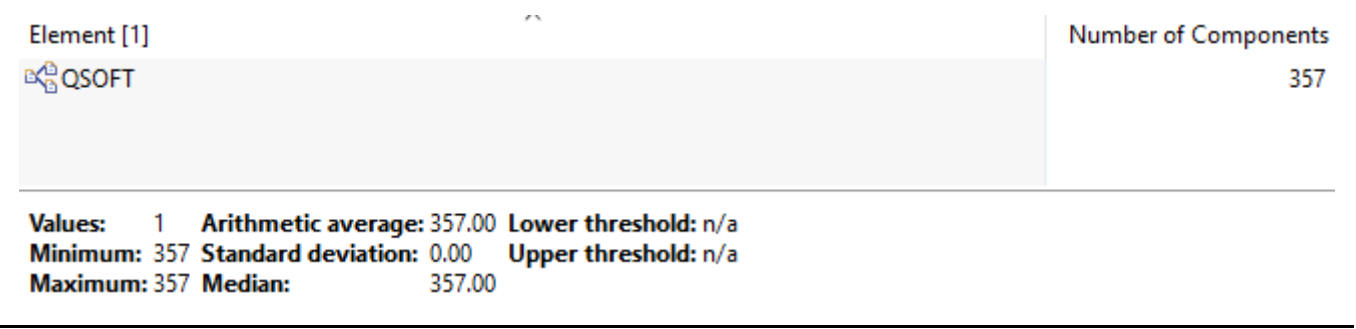 Element [1] Number of Components
QSOFT 357
Values: 1 Arithmetic average: 357.00 Lower threshold: n/a
Minimum: 357 Standard deviation: 0.00 Upper threshold: n/a
Maximum: 357 Median: 357.00